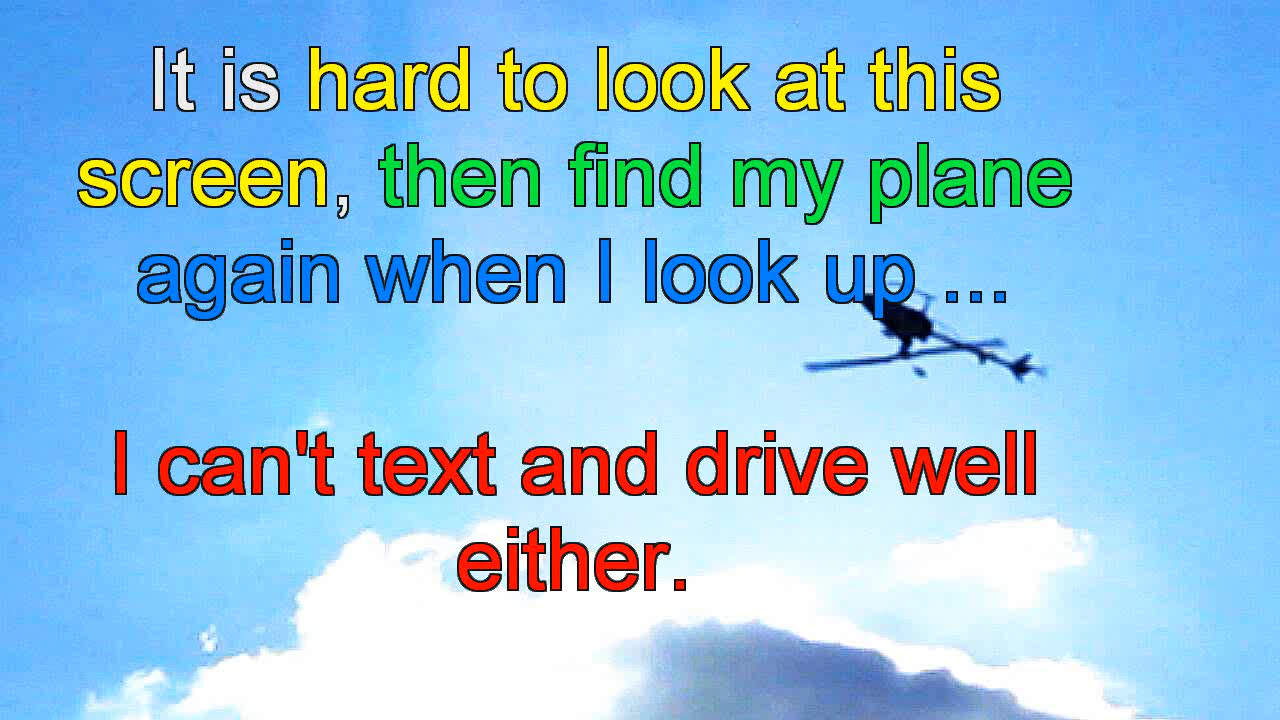 It is hard to look at this
screen, then find my plane
again when I look up ...
I can't text and drive well
either.